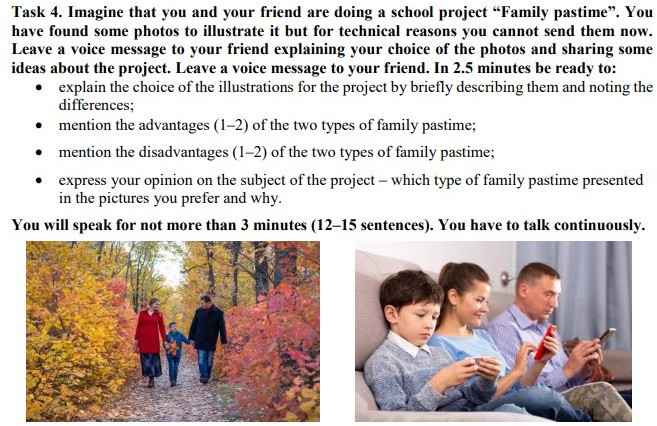 Task 4. Imagine that you and your friend are doing a school project “Family pastime”. You
have found some photos to illustrate it but for technical reasons you cannot send them now.
Leave a voice message to your friend explaining your choice of the photos and sharing some
ideas about the project. Leave a voice message to your friend. In 2.5 minutes be ready to:
• explain the choice of the illustrations for the project by briefly describing them and noting the
differences;
• mention the advantages (1–2) of the two types of family pastime;
• mention the disadvantages (1–2) of the two types of family pastime;
• express your opinion on the subject of the project – which type of family pastime presented
in the pictures you prefer and why.
You will speak for not more than 3 minutes (12–15 sentences). You have to talk continuously.